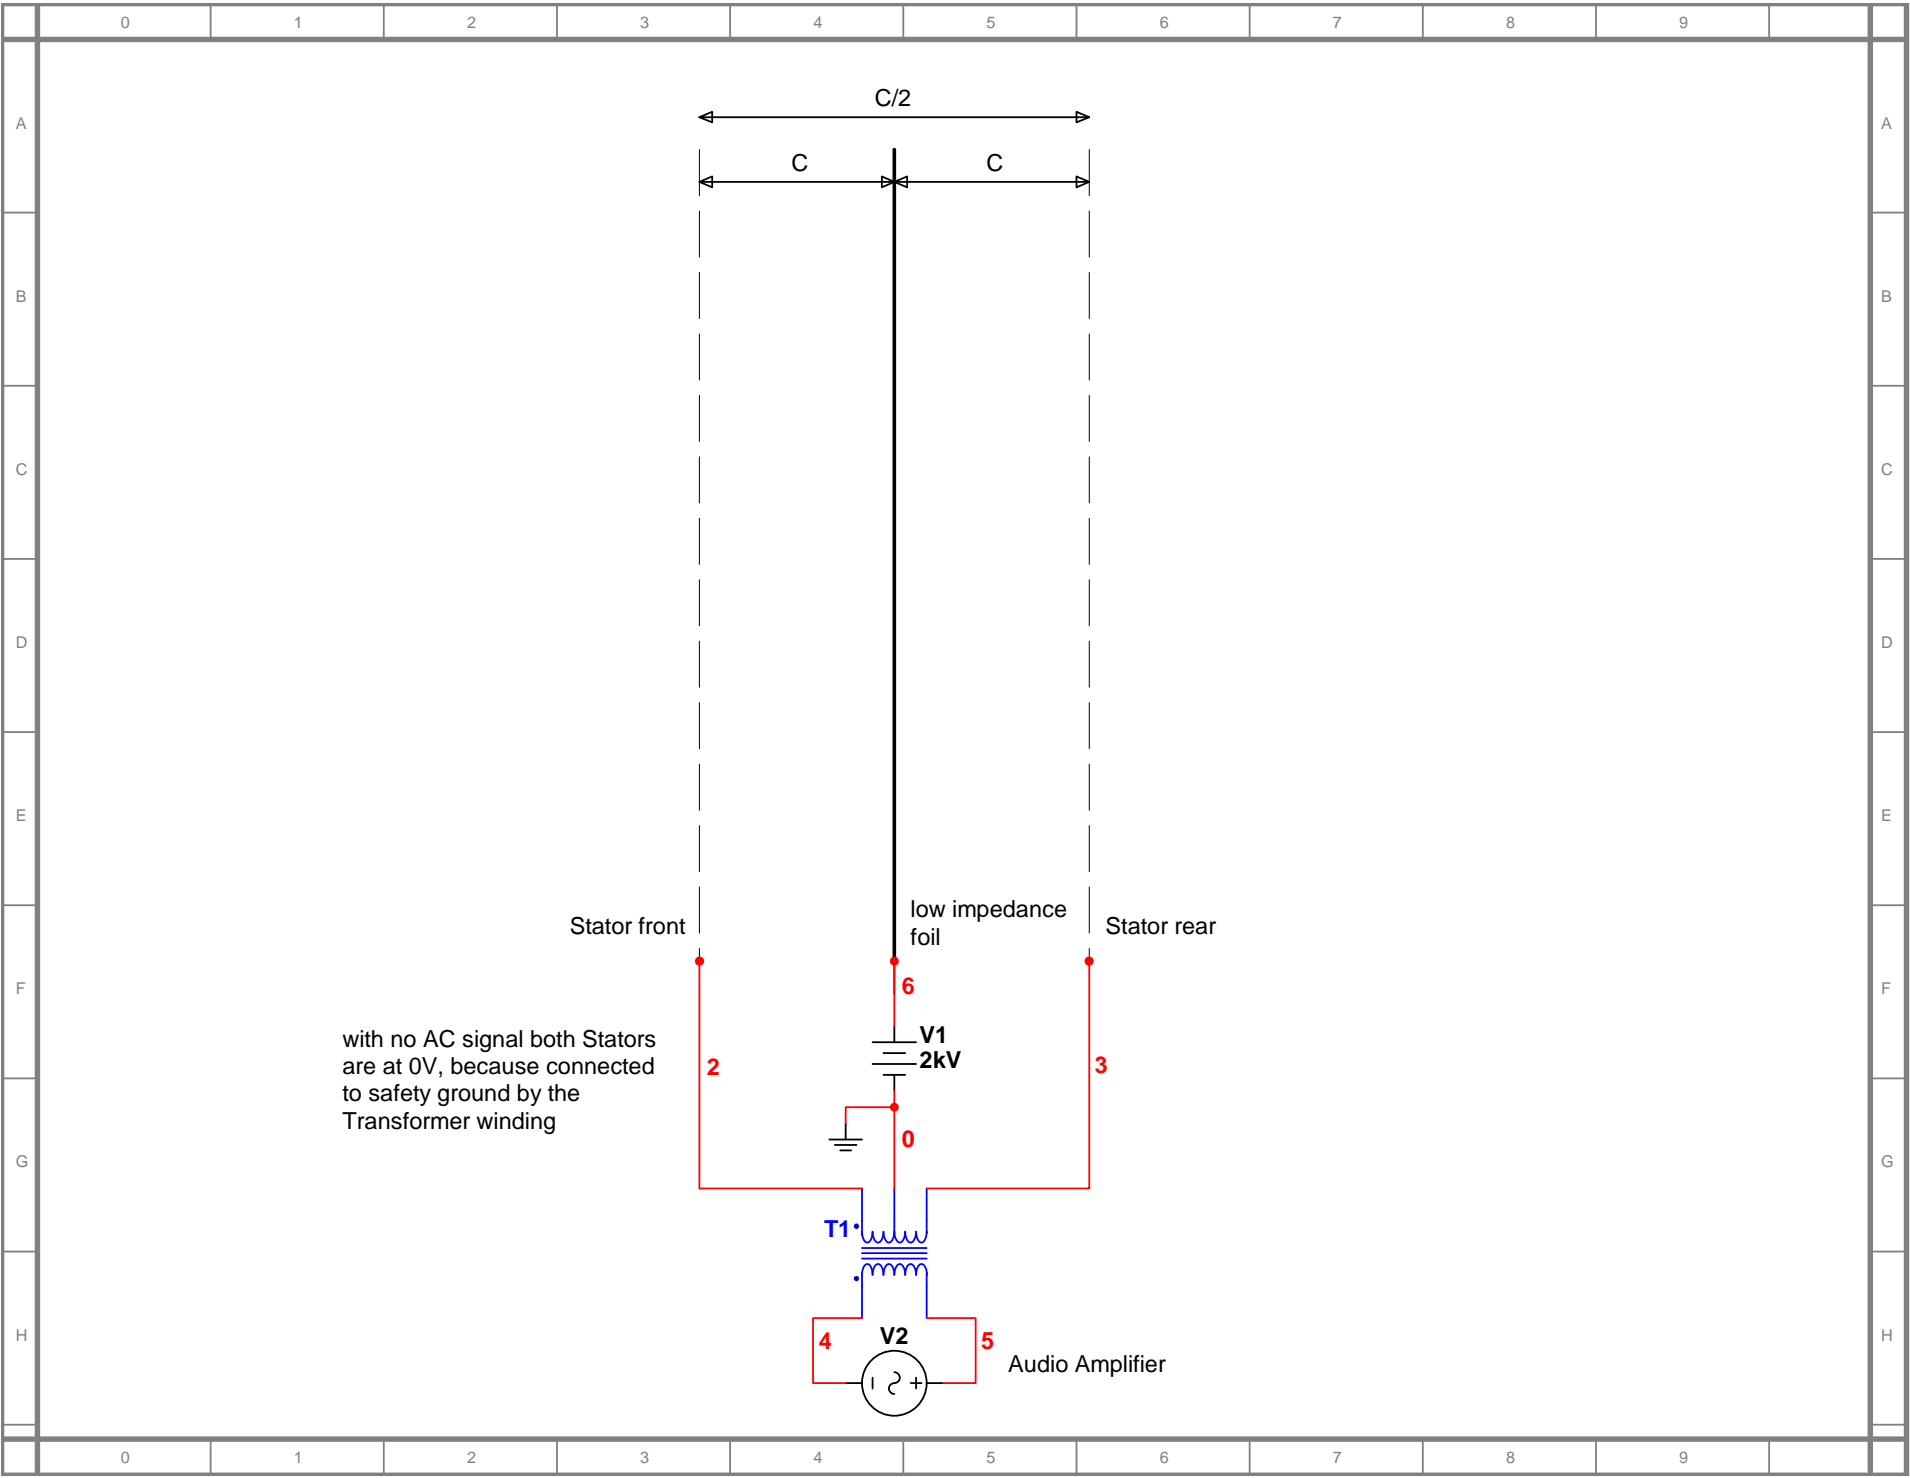 0 1 2 3 4 5 6 7 8 9
C/2
A A
C C
B B
C C
D D
E E
low impedance
foil
Stator front
Stator rear
6
F F
with no AC signal both Stators
are at 0V, because connected
to safety ground by the
Transformer winding
V1
2kV
2
3
0
G G
T1
4
V2
5
H H
Audio Amplifier
0 1 2 3 4 5 6 7 8 9